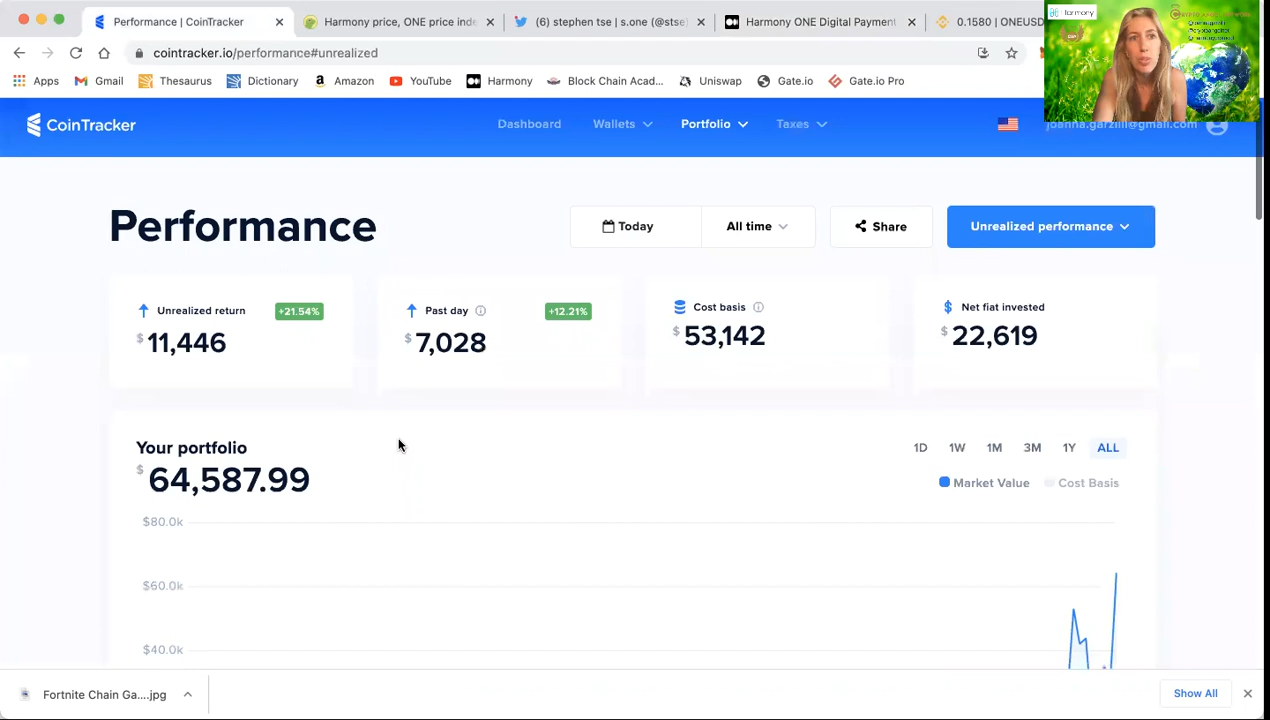 Performance | CoinTracker
Harmony price, ONE price inde
(6) stephen tse | s.one (@stse
Harmony ONE Digital Payment
0.1580 | ONEUSD
cointracker.io/performance#unrealized
Apps
Gmail
Thesaurus
Dictionary
Amazon
YouTube
Harmony
Block Chain Acad...
Uniswap
Gate.io
Gate.io Pro
Harmony
CoinTracker
Dashboard
Wallets
Portfolio
Taxes
joanna.garzilli@gmail.com
Performance
Today
All time
Share
Unrealized performance
Unrealized return
+21.54%
$11,446
Past day
+12.21%
$7,028
Cost basis
$53,142
Net fiat invested
$22,619
Your portfolio
$64,587.99
1D 1W 1M 3M 1Y ALL
Market Value Cost Basis
$80.0k
$60.0k
$40.0k
Fortnite Chain Ga....jpg
Show All